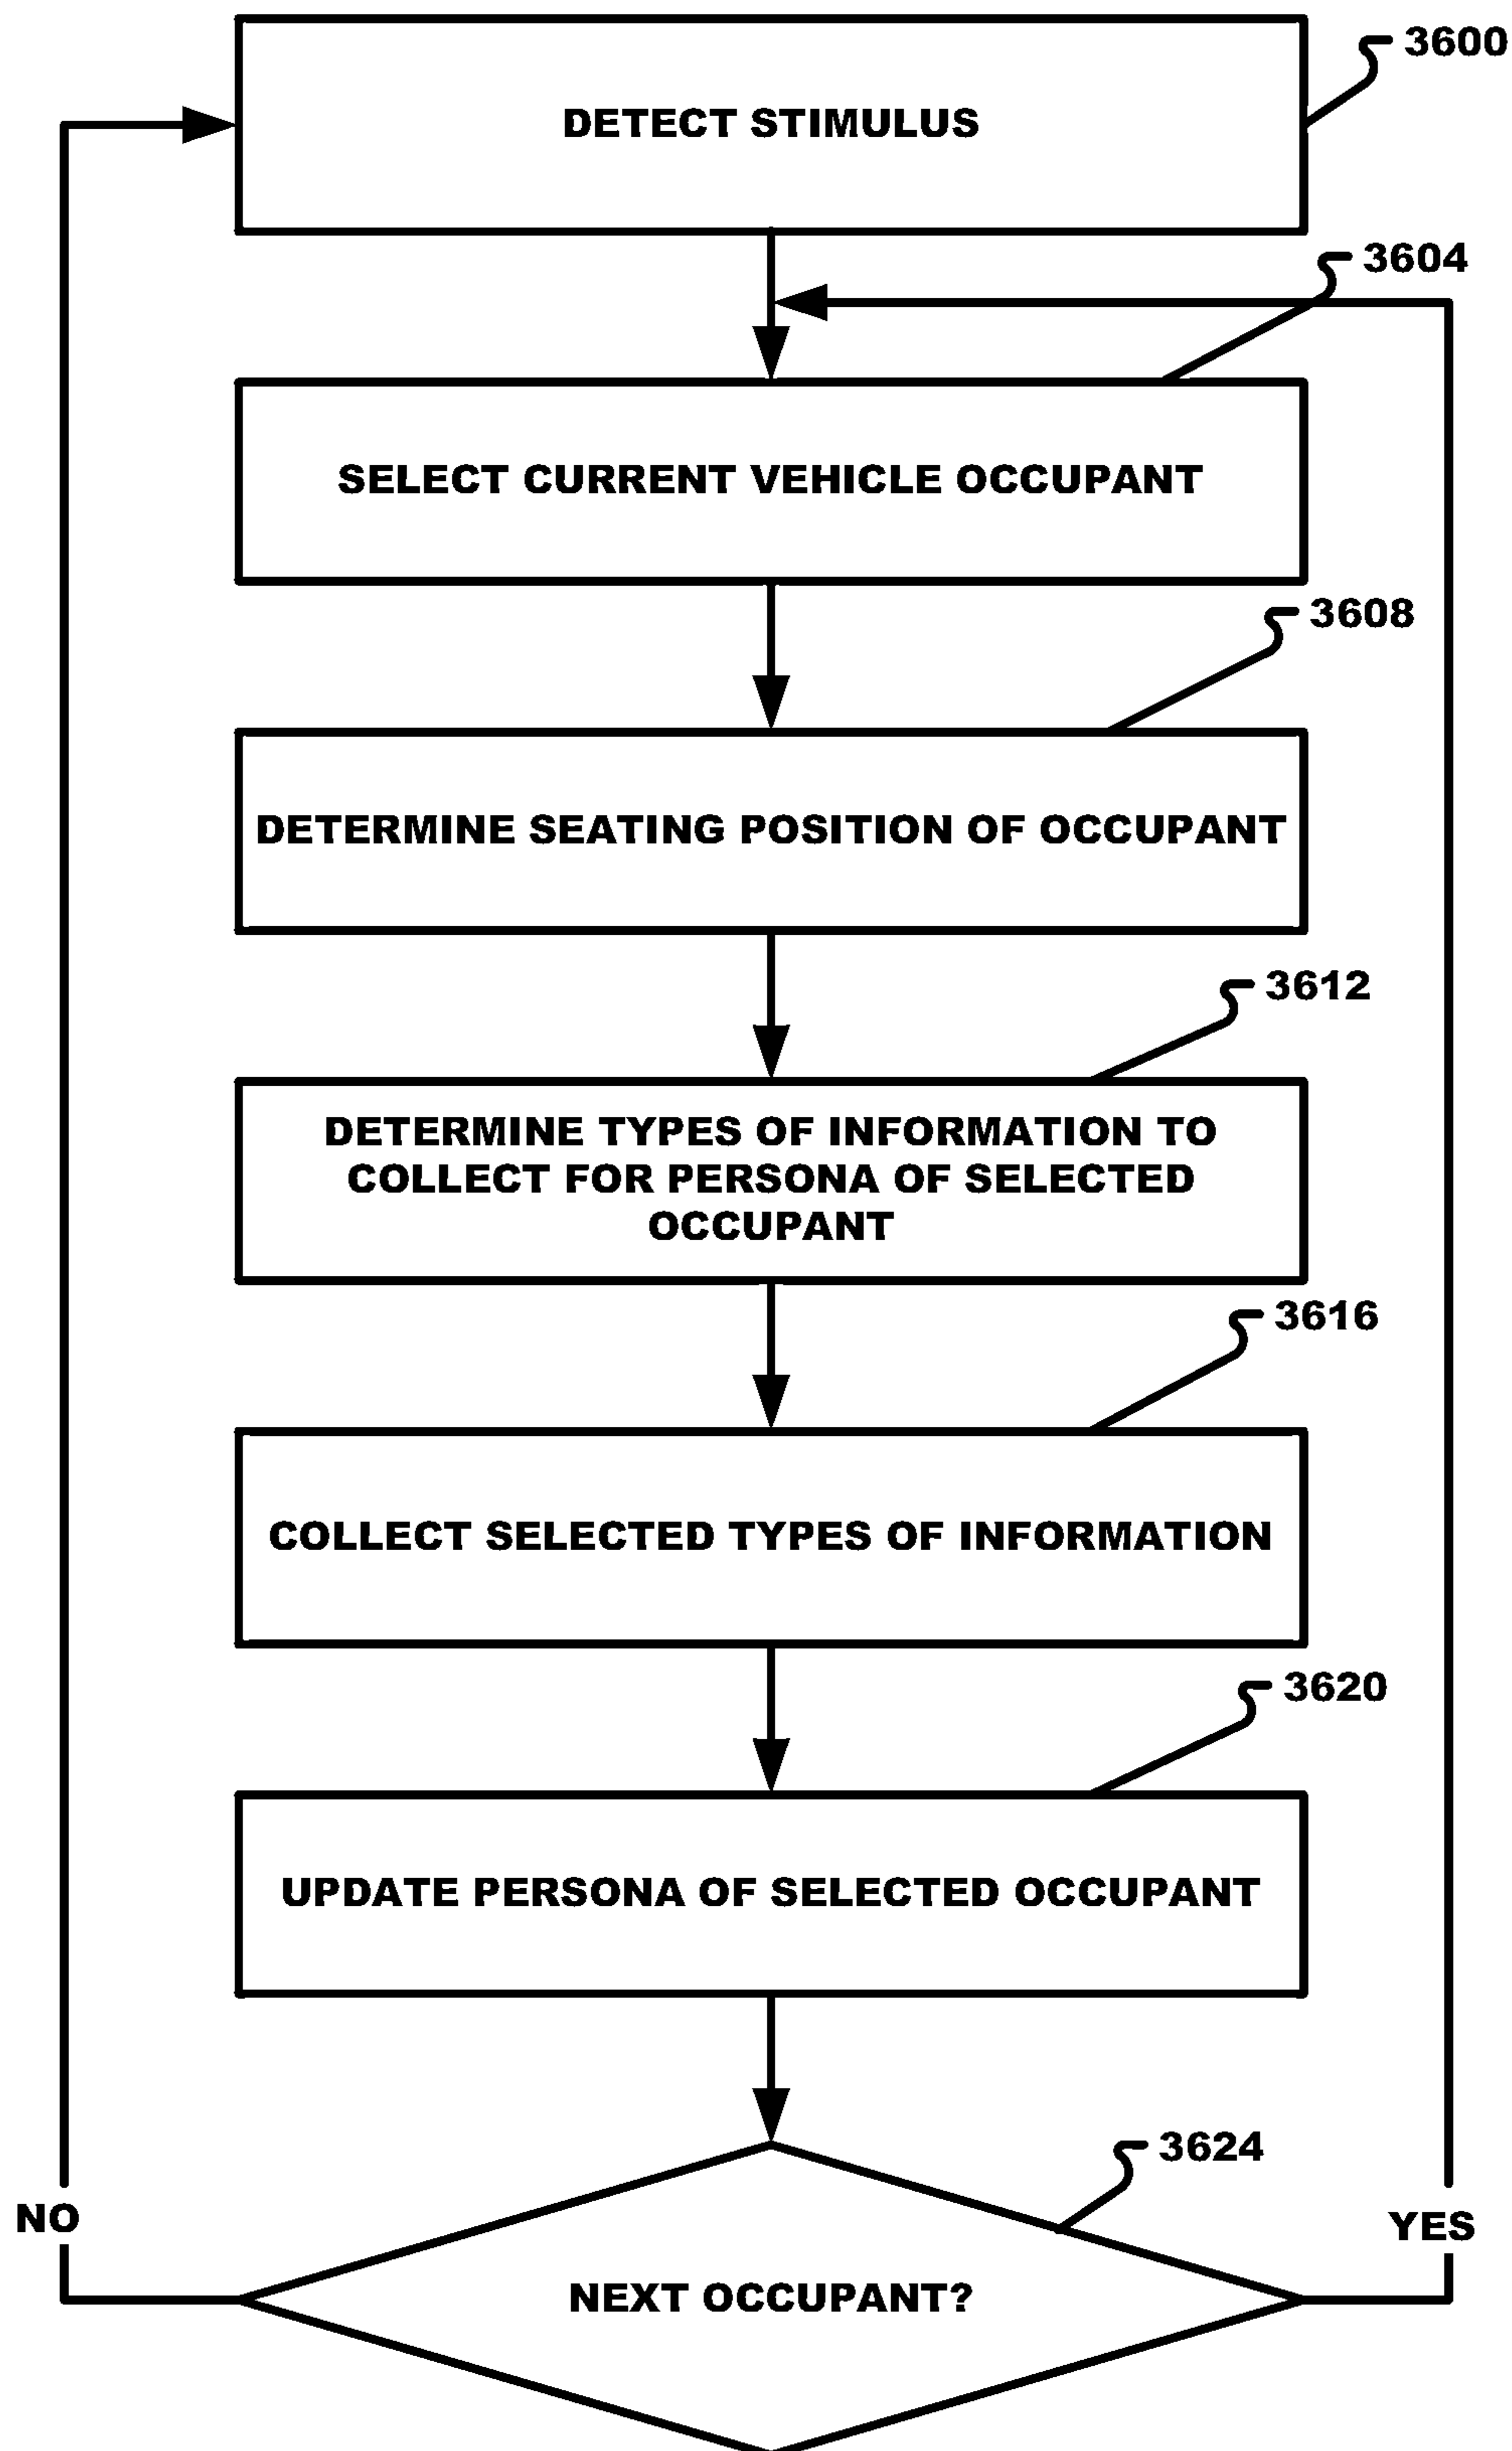 3600
DETECT STIMULUS
3604
SELECT CURRENT VEHICLE OCCUPANT
3608
DETERMINE SEATING POSITION OF OCCUPANT
3612
DETERMINE TYPES OF INFORMATION TO
COLLECT FOR PERSONA OF SELECTED
OCCUPANT
3616
COLLECT SELECTED TYPES OF INFORMATION
3620
UPDATE PERSONA OF SELECTED OCCUPANT
3624
NO
YES
NEXT OCCUPANT?